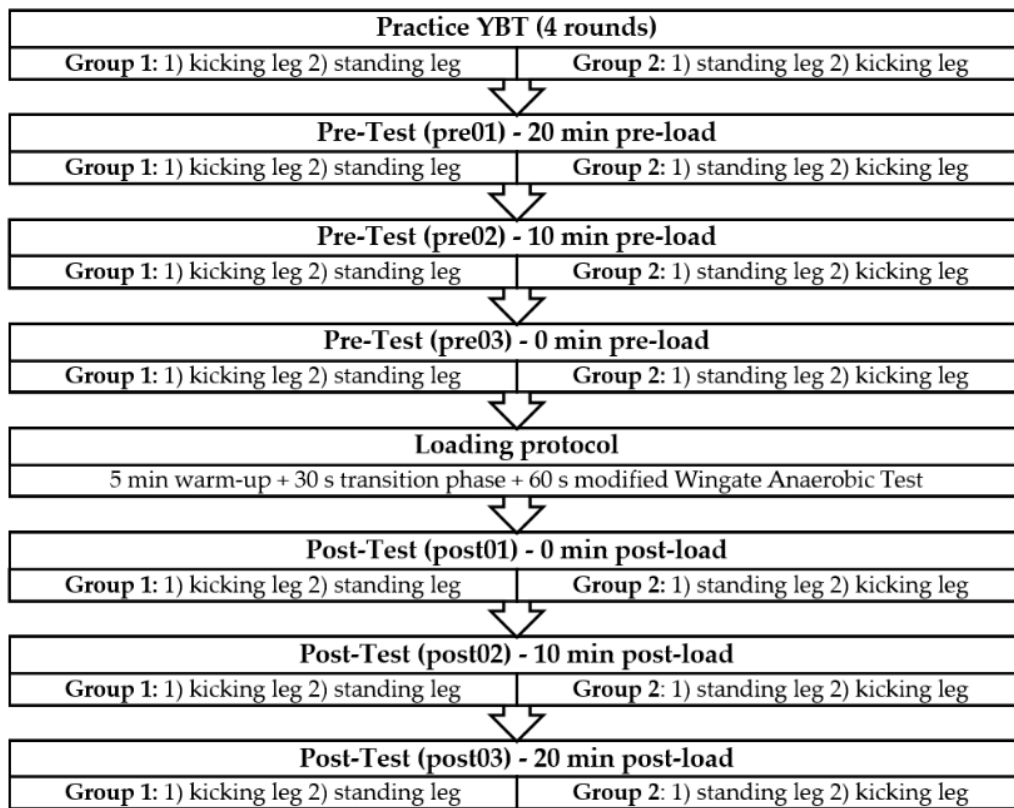 Practice YBT (4 rounds)
Group 1: 1) kicking leg 2) standing leg
Group 2: 1) standing leg 2) kicking leg
Pre-Test (pre01) - 20 min pre-load
Group 1: 1) kicking leg 2) standing leg
Group 2: 1) standing leg 2) kicking leg
Pre-Test (pre02) - 10 min pre-load
Group 1: 1) kicking leg 2) standing leg
Group 2: 1) standing leg 2) kicking leg
Pre-Test (pre03) - 0 min pre-load
Group 1: 1) kicking leg 2) standing leg
Group 2: 1) standing leg 2) kicking leg
Loading protocol
5 min warm-up + 30 s transition phase + 60 s modified Wingate Anaerobic Test
Post-Test (post01) - 0 min post-load
Group 1: 1) kicking leg 2) standing leg
Group 2: 1) standing leg 2) kicking leg
Post-Test (post02) - 10 min post-load
Group 1: 1) kicking leg 2) standing leg
Group 2: 1) standing leg 2) kicking leg
Post-Test (post03) - 20 min post-load
Group 1: 1) kicking leg 2) standing leg
Group 2: 1) standing leg 2) kicking leg